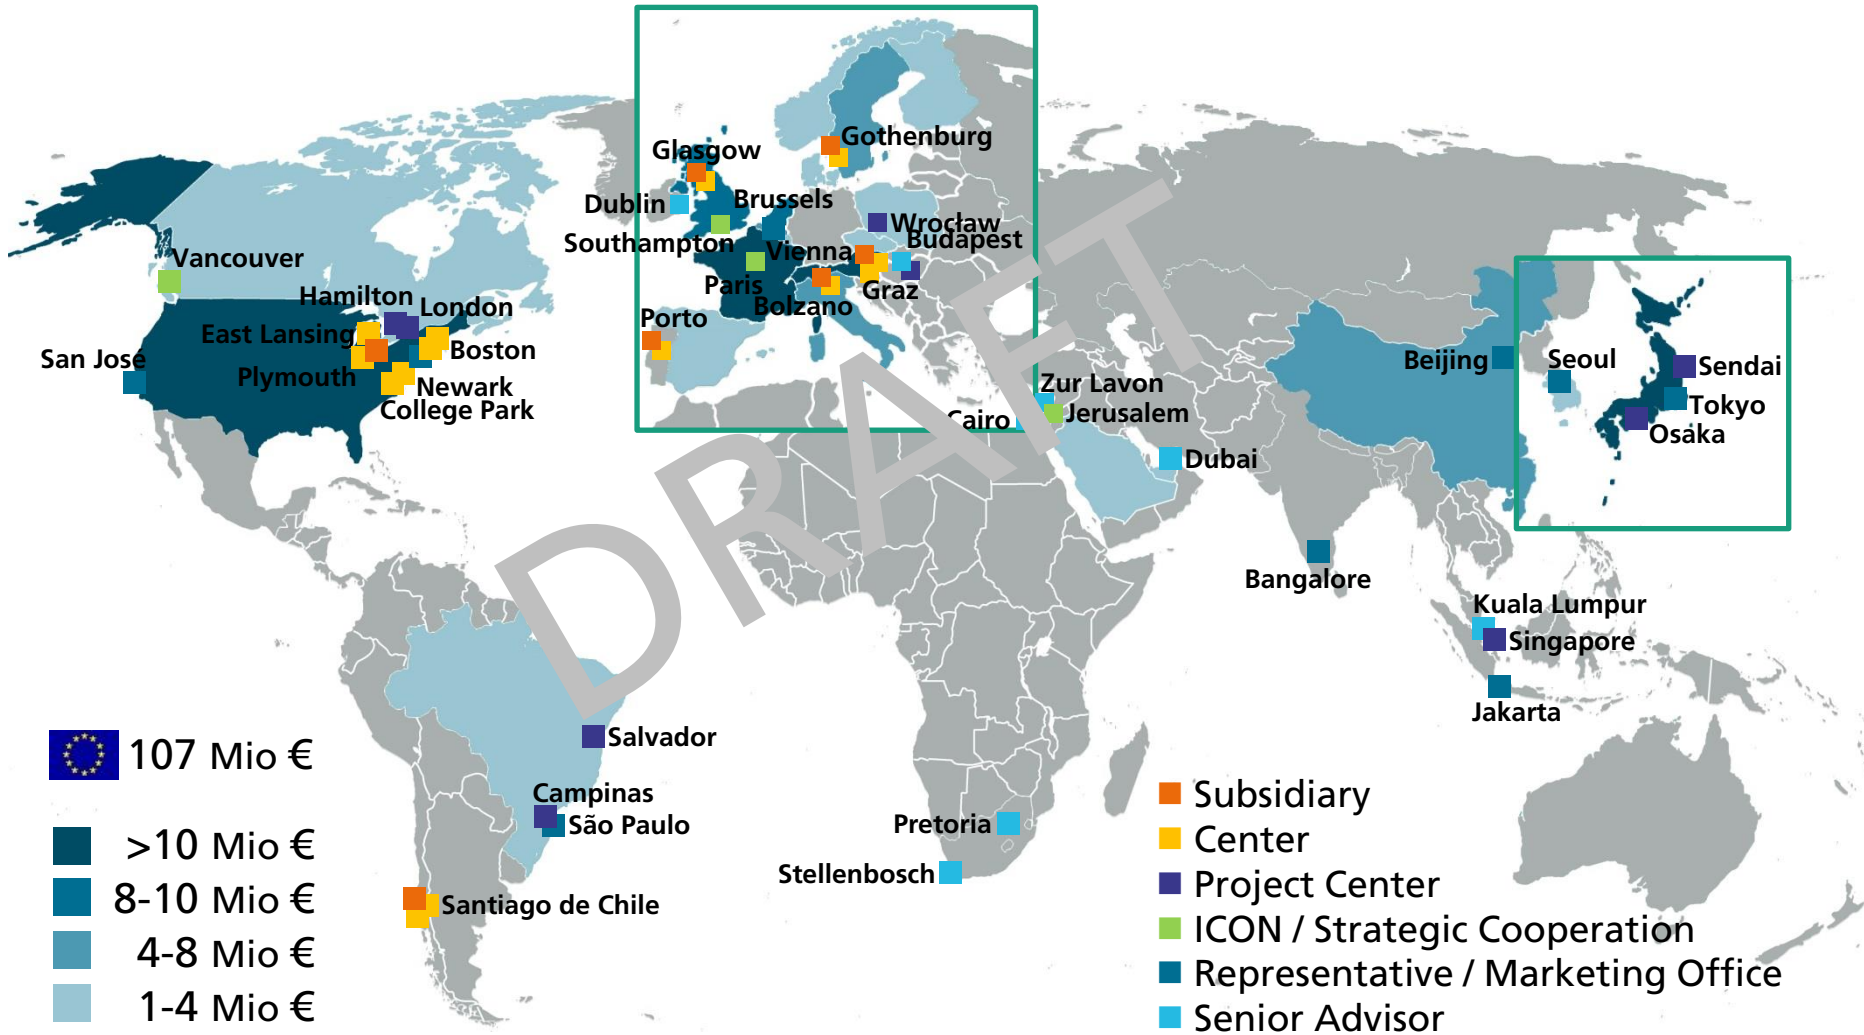 Gothenburg
Glasgow
Dublin
Brussels
Wrocław
Southampton
Vienna
Budapest
Paris
Bolzano
Graz
Porto
Vancouver
Hamilton
London
East Lansing
Boston
San José
Plymouth
Newark
College Park
Zur Lavon
Cairo
Jerusalem
Dubai
Beijing
Seoul
Sendai
Tokyo
Osaka
DRAFT
Bangalore
Kuala Lumpur
Singapore
Jakarta
Salvador
Campinas
São Paulo
Pretoria
Stellenbosch
Santiago de Chile
107 Mio €
>10 Mio €
8-10 Mio €
4-8 Mio €
1-4 Mio €
Subsidiary
Center
Project Center
ICON / Strategic Cooperation
Representative / Marketing Office
Senior Advisor